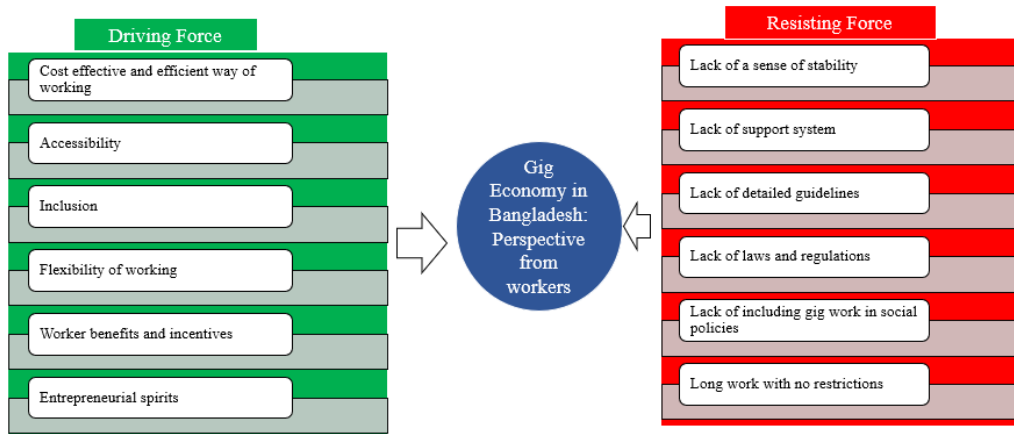 Driving Force
Cost effective and efficient way of
working
Accessibility
Inclusion
Flexibility of working
Worker benefits and incentives
Entrepreneurial spirits
Gig
Economy in
Bangladesh:
Perspective
from
workers
Resisting Force
Lack of a sense of stability
Lack of support system
Lack of detailed guidelines
Lack of laws and regulations
Lack of including gig work in social
policies
Long work with no restrictions